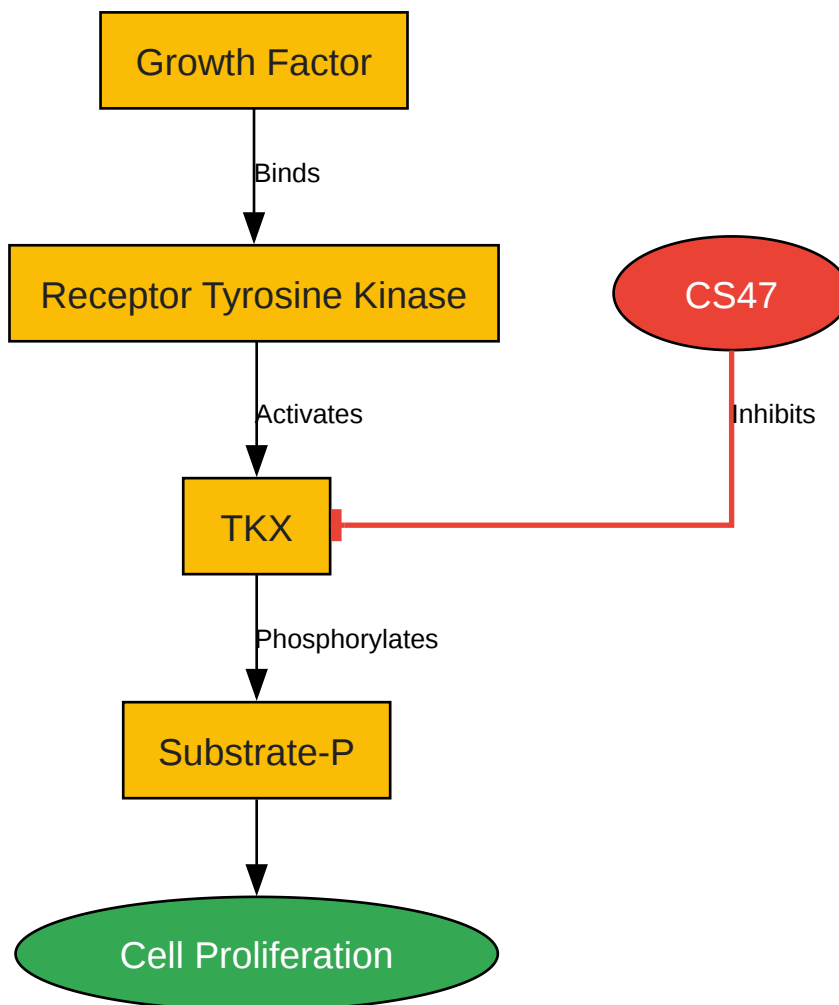 Growth Factor
Binds
Receptor Tyrosine Kinase
CS47
Activates
Inhibits
TKX
Phosphorylates
Substrate-P
Cell Proliferation